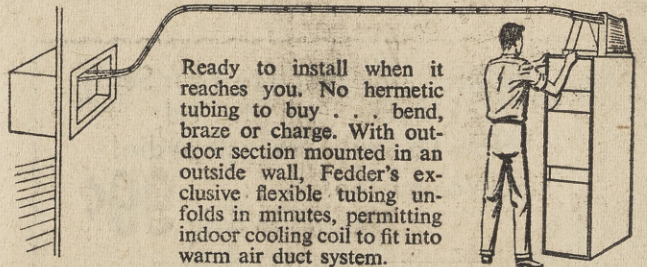 Ready to install when it
reaches you. No hermetic
tubing to buy . . . bend,
braze or charge. With out-
door section mounted in an
outside wall, Fedder's ex-
clusive flexible tubing un-
folds in minutes, permitting
indoor cooling coil to fit into
warm air duct system.